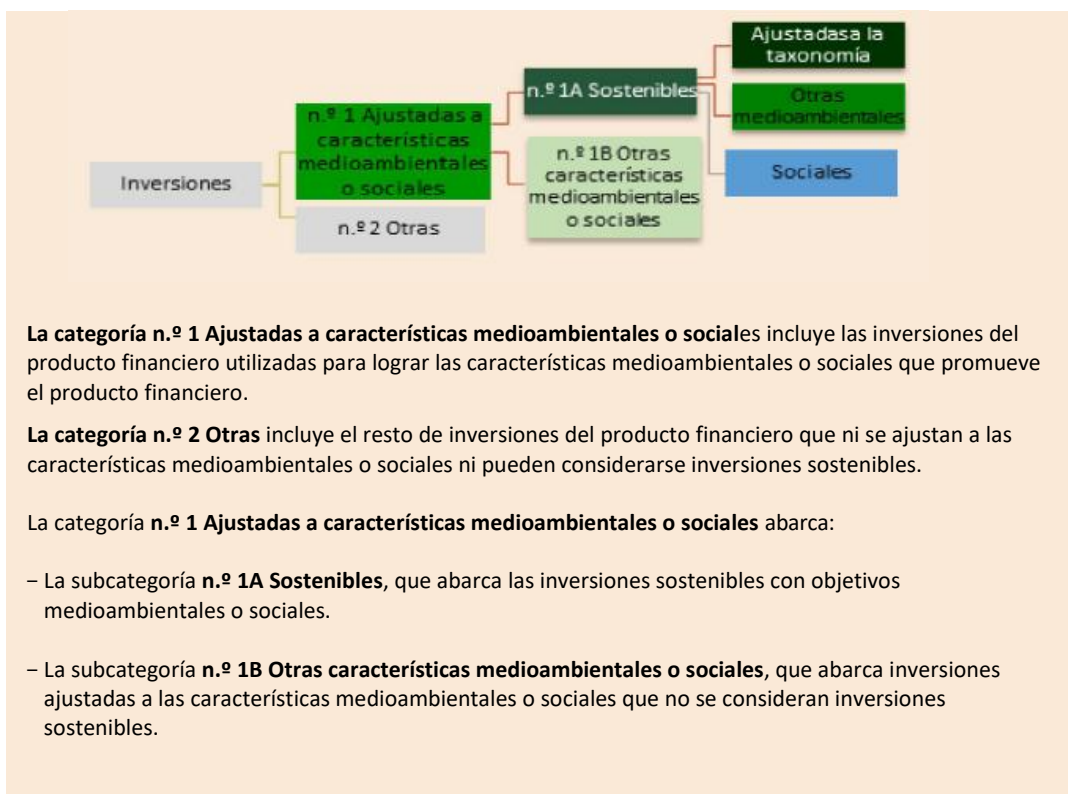 Inversiones
n.º 1 Ajustadas a
características
medioambientales
o sociales
n.º 2 Otras
n.º 1A Sostenibles
n.º 1B Otras
características
medioambientales
o sociales
Ajustadasa la
taxonomía
Otras
medioambientales
Sociales
La categoría n.º 1 Ajustadas a características medioambientales o sociales incluye las inversiones del
producto financiero utilizadas para lograr las características medioambientales o sociales que promueve
el producto financiero.
La categoría n.º 2 Otras incluye el resto de inversiones del producto financiero que ni se ajustan a las
características medioambientales o sociales ni pueden considerarse inversiones sostenibles.
La categoría n.º 1 Ajustadas a características medioambientales o sociales abarca:
− La subcategoría n.º 1A Sostenibles, que abarca las inversiones sostenibles con objetivos
medioambientales o sociales.
− La subcategoría n.º 1B Otras características medioambientales o sociales, que abarca inversiones
ajustadas a las características medioambientales o sociales que no se consideran inversiones
sostenibles.